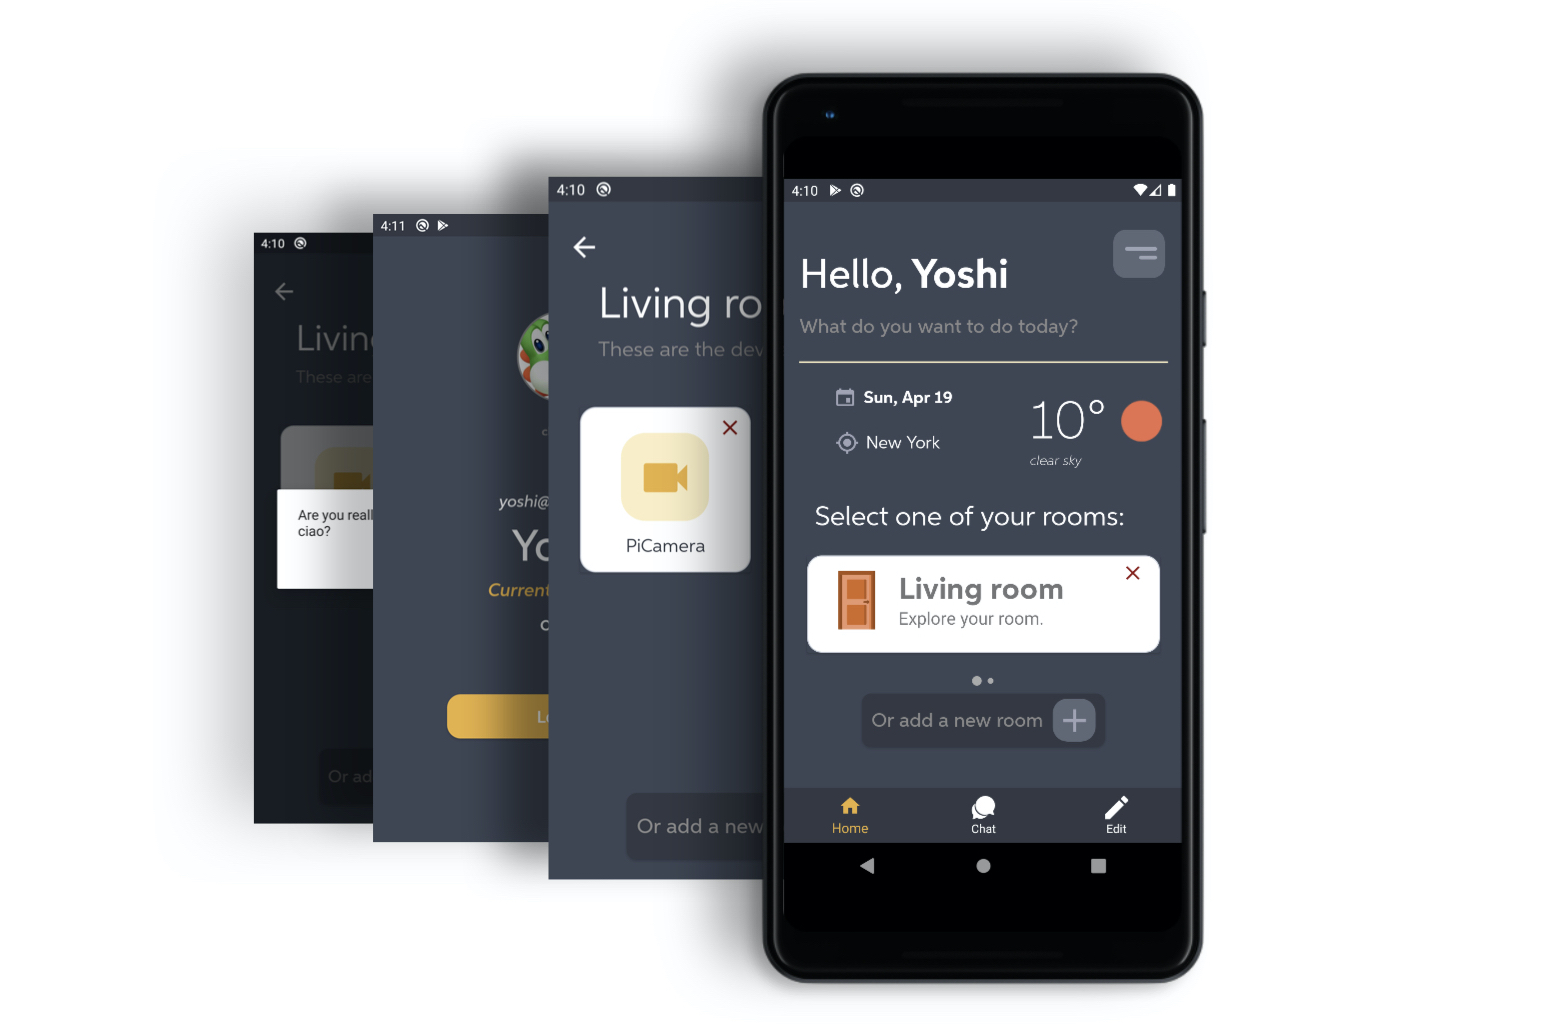 4:10
Living
These are
Are you reall
ciao?
Or ad
4:11
yoshi@
Yo
Current
L
4:10
Living ro
These are the dev
PiCamera
Or add a new
4:10
Hello, Yoshi
What do you want to do today?
Sun, Apr 19
New York
10°
clear sky
Select one of your rooms:
Living room
Explore your room.
Or add a new room
Home
Chat
Edit